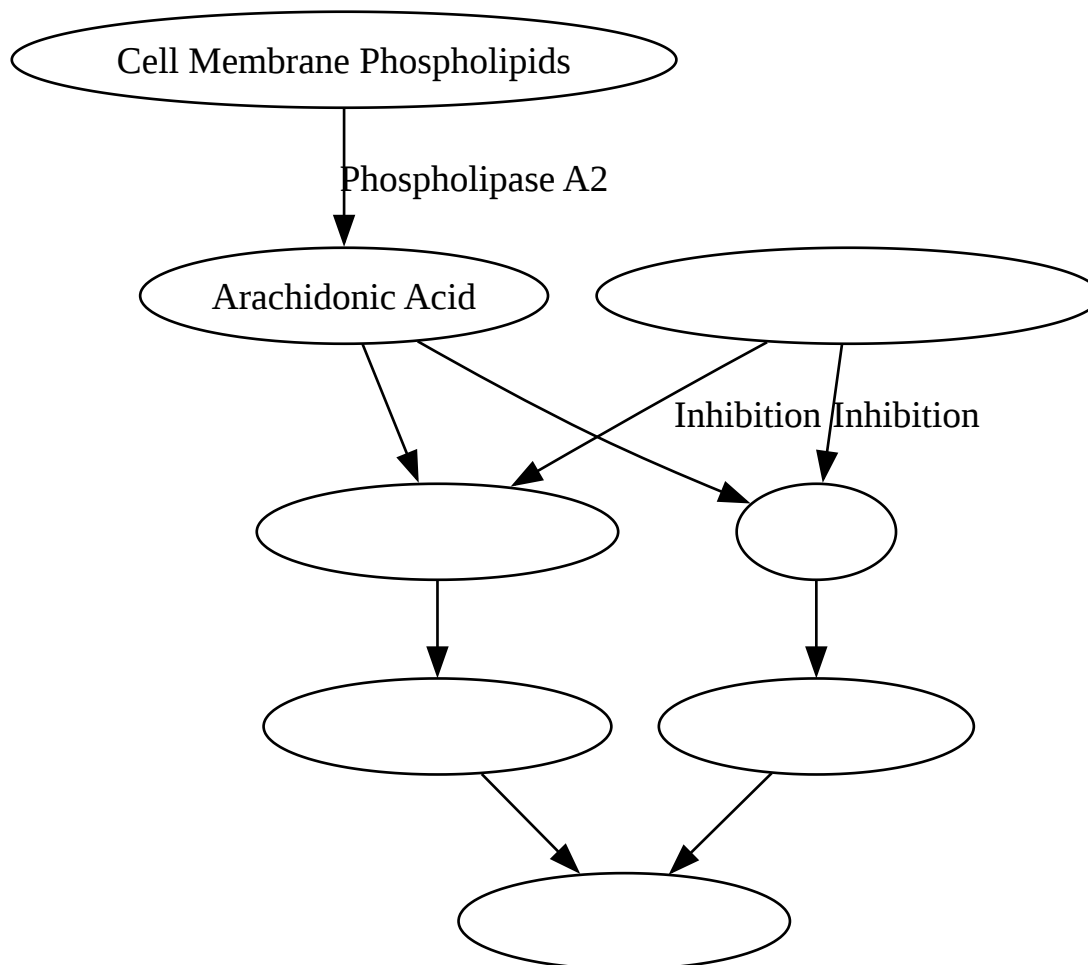 Cell Membrane Phospholipids
Phospholipase A2
Arachidonic Acid
Inhibition
Inhibition